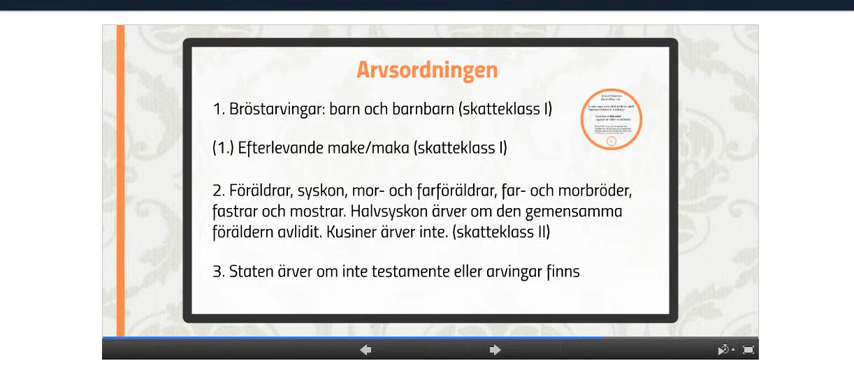 Arvsordningen
1. Bröstarvingar: barn och barnbarn (skatteklass I)
(1.) Efterlevande make/maka (skatteklass I)
2. Föräldrar, syskon, mor- och farföräldrar, far- och morbröder,
fastrar och mostrar. Halvsyskon ärver om den gemensamma
föräldern avlidit. Kusiner ärver inte. (skatteklass II)
3. Staten ärver om inte testamente eller arvingar finns